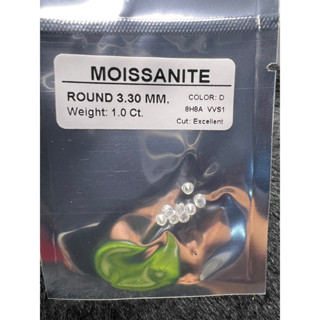 MOISSANITE
ROUND 3.30 MM.
COLOR: D
Weight: 1.0 Ct.
8H8A VVS1
Cut: Excellent